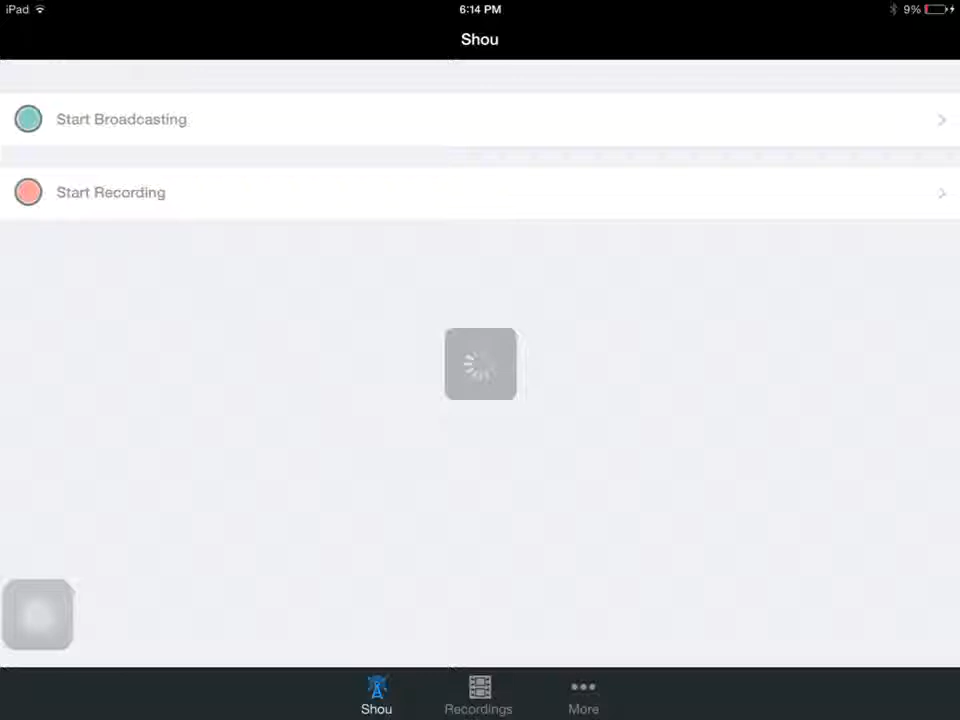 iPad 6:14 PM 9%
Shou
Start Broadcasting
Start Recording
Shou Recordings More